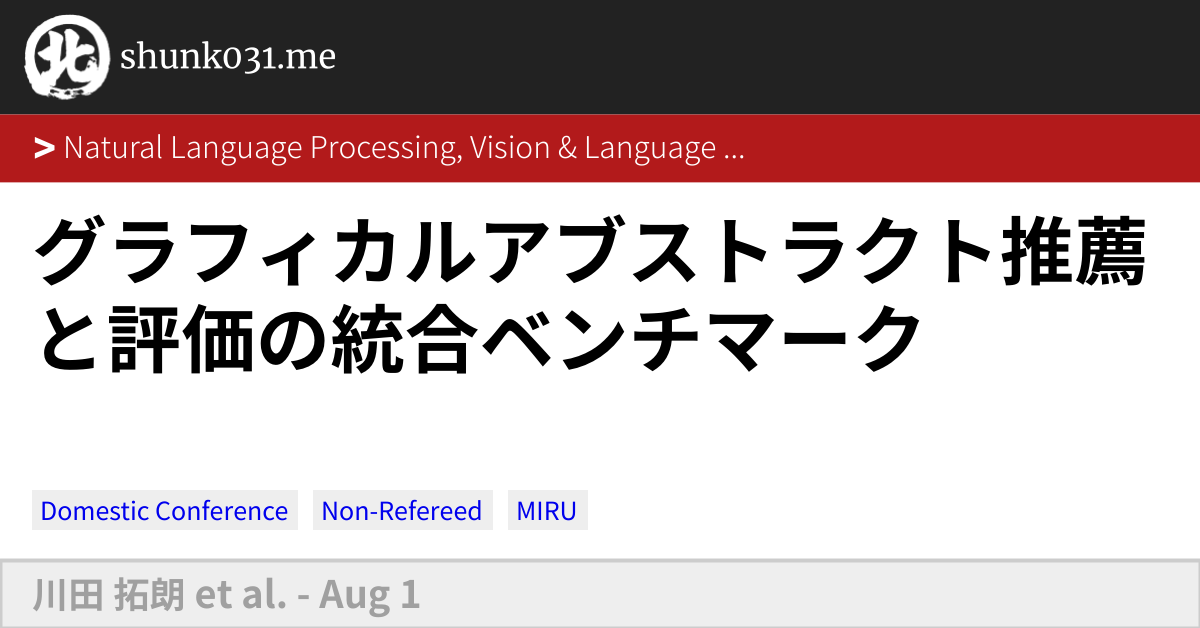 北
shunk031.me
> Natural Language Processing, Vision & Language ...
グラフィカルアブストラクト推薦
と評価の統合ベンチマーク
Domestic Conference Non-Refereed MIRU
川田 拓朗 et al. - Aug 1